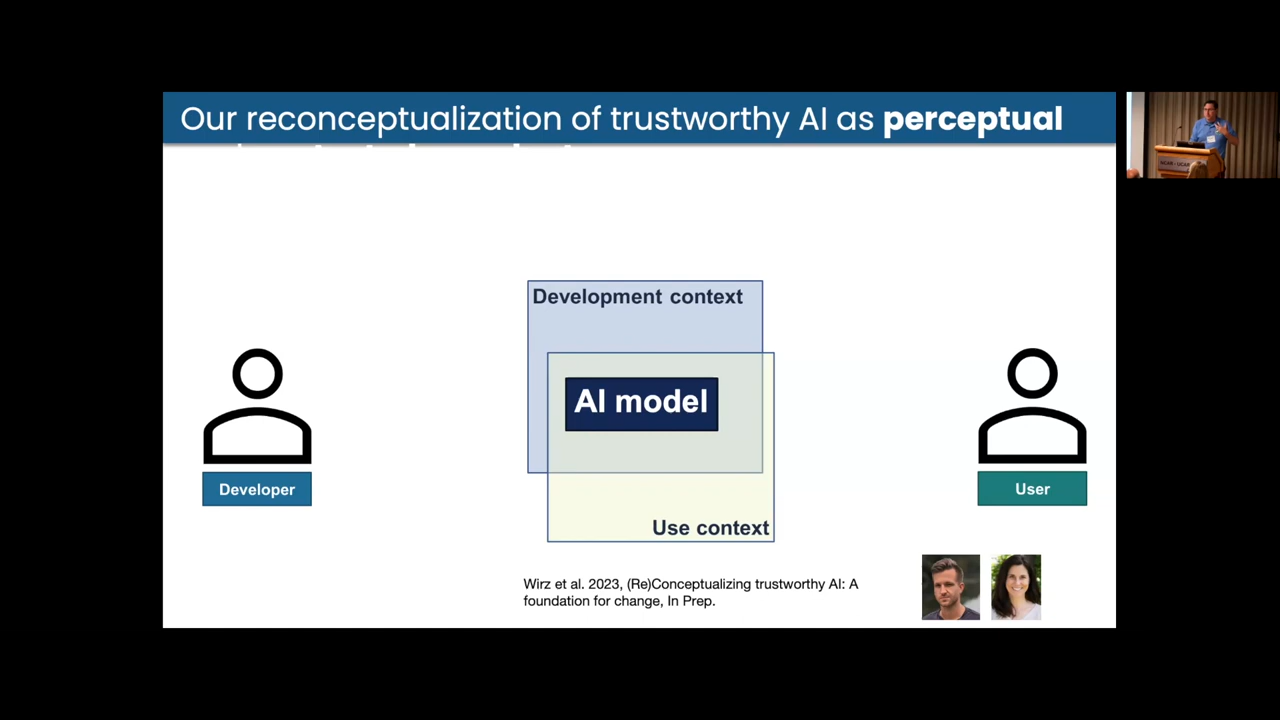 Our reconceptualization of trustworthy AI as perceptual
Development context
AI model
Use context
Developer
User
Wirz et al. 2023, (Re)Conceptualizing trustworthy AI: A
foundation for change, In Prep.